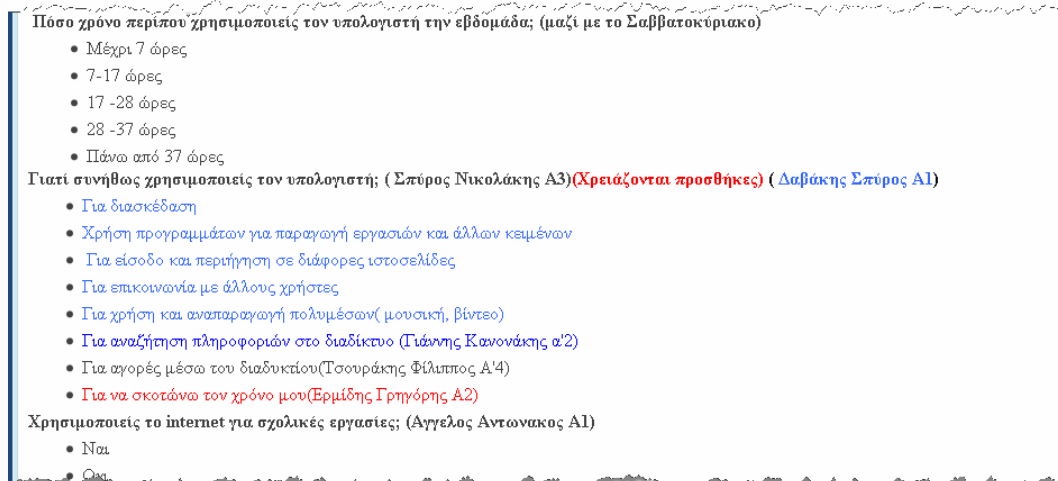 Πόσο χρόνο περίπου χρησιμοποιείς τον υπολογιστή την εβδομάδα; (μαζί με το Σαββατοκύριακο)
• Μέχρι 7 ώρες
• 7-17 ώρες
• 17 -28 ώρες
• 28 -37 ώρες
• Πάνω από 37 ώρες
Γιατί συνήθως χρησιμοποιείς τον υπολογιστή; ( Σπύρος Νικολάκης Α3)(Χρειάζονται προσθήκες) ( Δαβάκης Σπύρος Α1)
• Για διασκέδαση
• Χρήση προγραμμάτων για παραγωγή εργασιών και άλλων κειμένων
• Για είσοδο και περιήγηση σε διάφορες ιστοσελίδες
• Για επικοινωνία με άλλους χρήστες
• Για χρήση και αναπαραγωγή πολυμέσων( μουσική, βίντεο)
• Για αναζήτηση πληροφοριών στο διαδίκτυο (Γιάννης Κανονάκης α'2)
• Για αγορές μέσω του διαδυκτίου(Τσουράκης Φίλιππος Α'4)
• Για να σκοτώνω τον χρόνο μου(Ερμίδης Γρηγόρης Α2)
Χρησιμοποιείς το internet για σχολικές εργασίες; (Αγγελος Αντωνακος Α1)
• Ναι